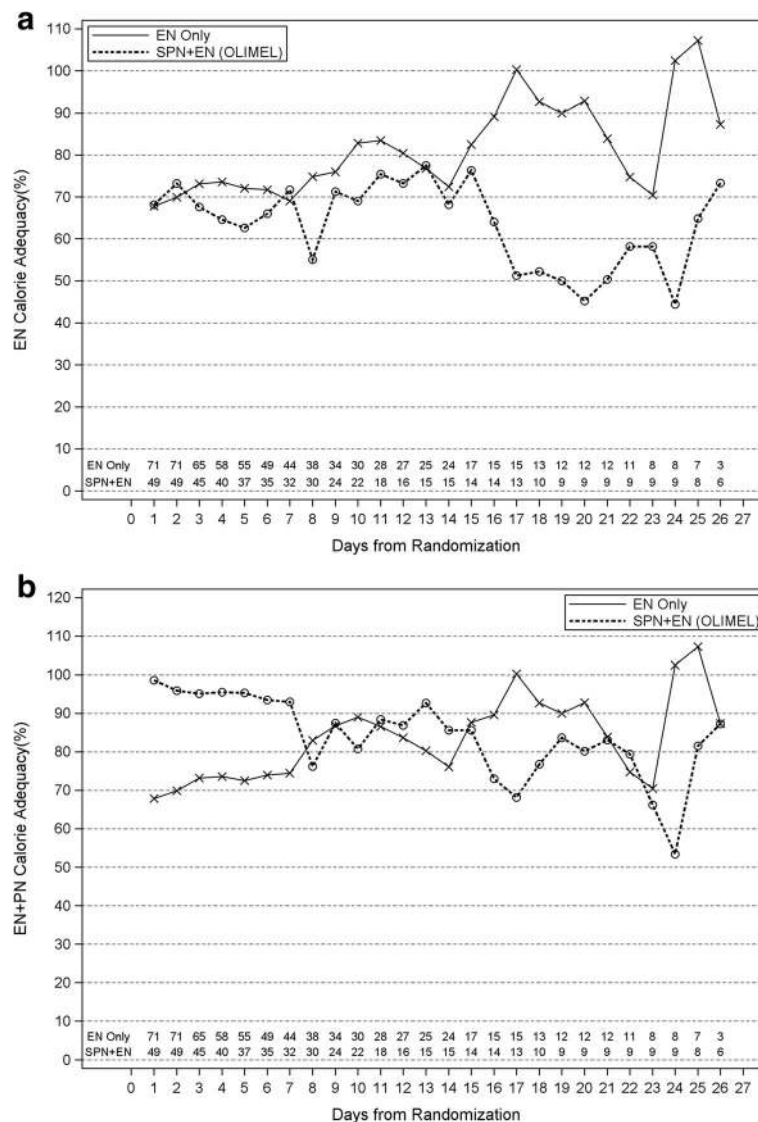 a
EN Only
SPN+EN (OLIMEL)
110
100
90
80
70
60
50
40
30
20
10
0
EN Calorie Adequacy(%)
EN Only 71 71 65 58 55 49 44 38 34 30 28 27 25 24 17 15 15 13 12 12 12 11 8 8 7 3
SPN+EN 49 49 45 40 37 35 32 30 24 22 18 16 15 15 14 14 13 10 9 9 9 9 9 9 8 6
0 1 2 3 4 5 6 7 8 9 10 11 12 13 14 15 16 17 18 19 20 21 22 23 24 25 26 27
Days from Randomization
b
EN Only
SPN+EN (OLIMEL)
120
110
100
90
80
70
60
50
40
30
20
10
0
EN+PN Calorie Adequacy(%)
EN Only 71 71 65 58 55 49 44 38 34 30 28 27 25 24 17 15 15 13 12 12 12 11 8 8 7 3
SPN+EN 49 49 45 40 37 35 32 30 24 22 18 16 15 15 14 14 13 10 9 9 9 9 9 9 8 6
0 1 2 3 4 5 6 7 8 9 10 11 12 13 14 15 16 17 18 19 20 21 22 23 24 25 26 27
Days from Randomization